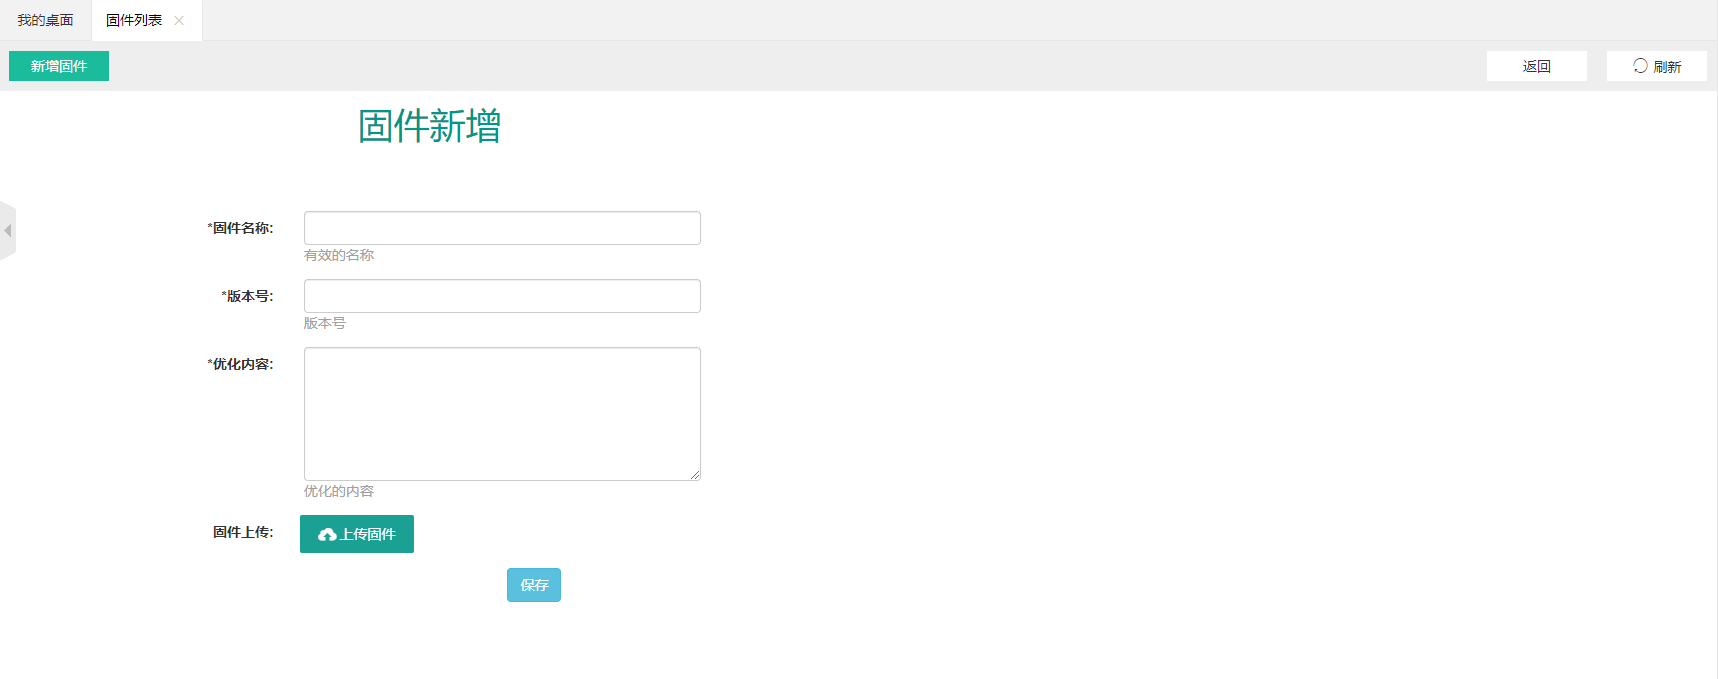 我的桌面 固件列表
新增固件 返回 刷新
固件新增
*固件名称:
有效的名称
*版本号:
版本号
*优化内容:
优化的内容
固件上传: 上传固件
保存